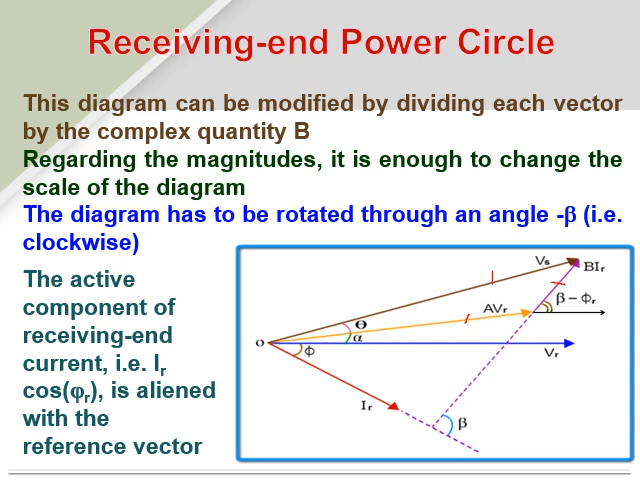 Receiving-end Power Circle
This diagram can be modified by dividing each vector
by the complex quantity B
Regarding the magnitudes, it is enough to change the
scale of the diagram
The diagram has to be rotated through an angle -β (i.e.
clockwise)
The active
component of
receiving-end
current, i.e. Ir
cos(φr), is aliened
with the
reference vector
Vs
BIr
β – Φr
AVr
Θ
α
O
Φ
Vr
Ir
β